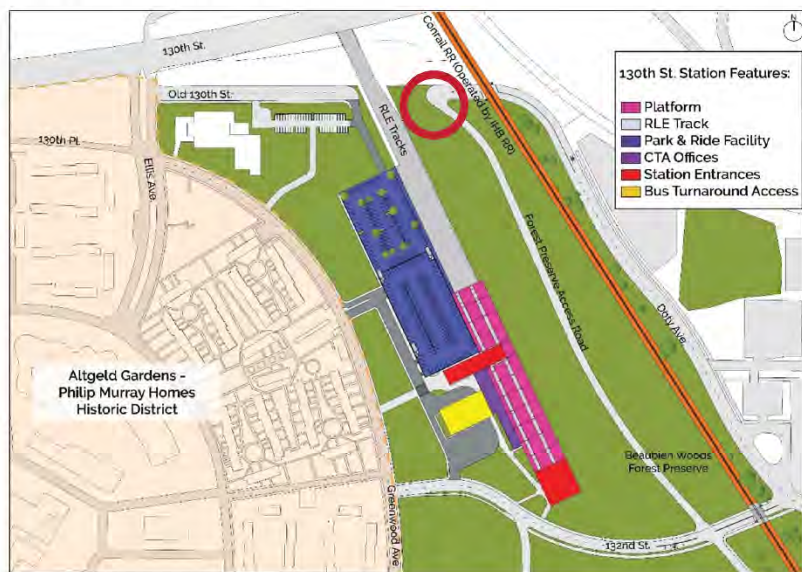 130th St.
Old 130th St.
130th Pl.
Ellis Ave.
RLE Tracks
Conrail RR (Operated by IHB RR)
N
130th St. Station Features:
Platform
RLE Track
Park & Ride Facility
CTA Offices
Station Entrances
Bus Turnaround Access
Forest Preserve Access Road
Doty Ave.
Altgeld Gardens -
Philip Murray Homes
Historic District
Beaubien Woods
Forest Preserve
Greenwood Ave
132nd St.